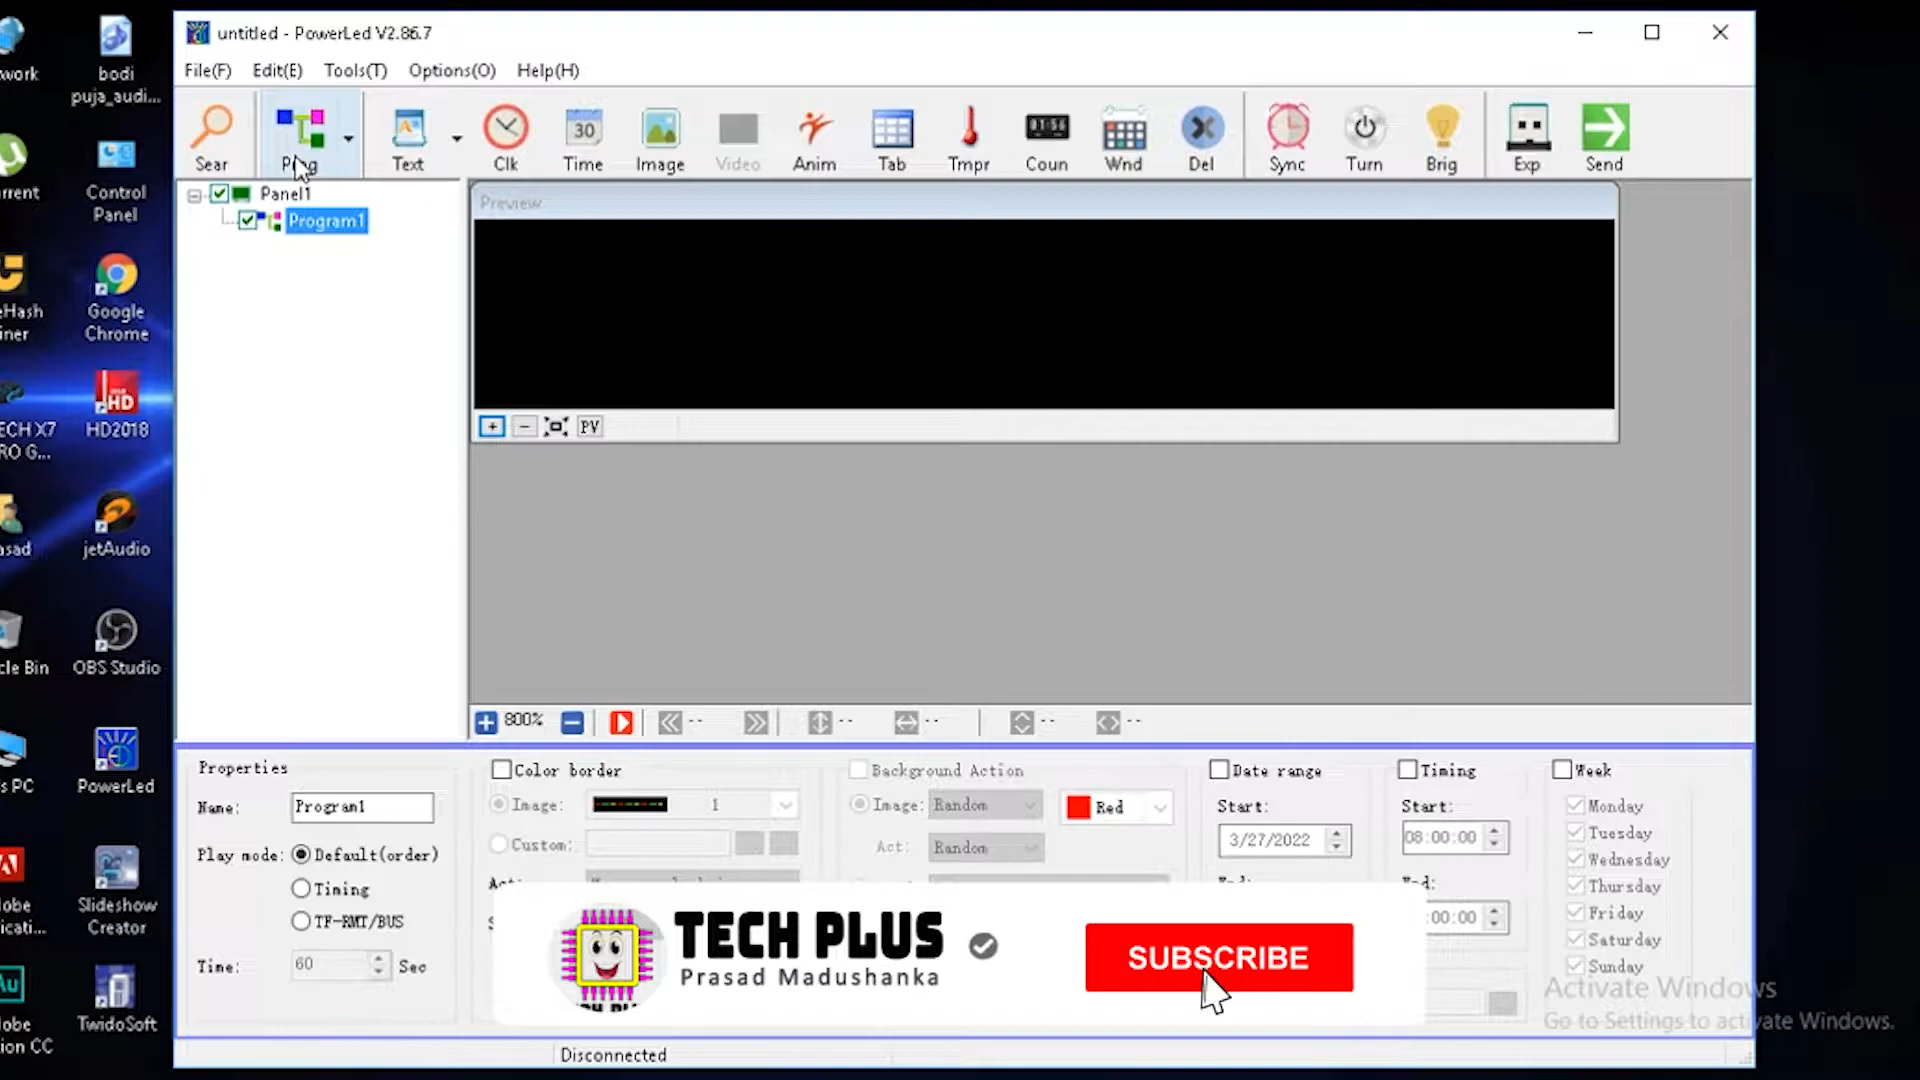 untitled - PowerLed V2.86.7
File(F) Edit(E) Tools(T) Options(O) Help(H)
Sear
Text
Clk
30
Time
Image
Video
Anim
Tab
Tmpr
01:56
Coun
Wnd
Del
Sync
Turn
Brig
Exp
Send
Panel1
Program1
Preview
PV
800%
-- -- -- -- --
Properties
Name: Program1
Play mode: Default(order)
Timing
TF-RMT/BUS
Time: 60 Sec
Color border
Image: 1
Custom:
Background Action
Image: Random Red
Act: Random
Date range
Start:
3/27/2022
Timing
Start:
08:00:00
:00:00
Week
Monday
Tuesday
Wednesday
Thursday
Friday
Saturday
Sunday
TECH PLUS
Prasad Madushanka
SUBSCRIBE
Activate Windows
Go to Settings to activate Windows.
Disconnected
work
bodi
puja_audi...
rrent
Control
Panel
eHash
iner
Google
Chrome
HD
ECH X7
RO G...
HD2018
asad
jetAudio
cle Bin
OBS Studio
s PC
PowerLed
obe
icati...
Slideshow
Creator
Au
obe
ion CC
TwidoSoft